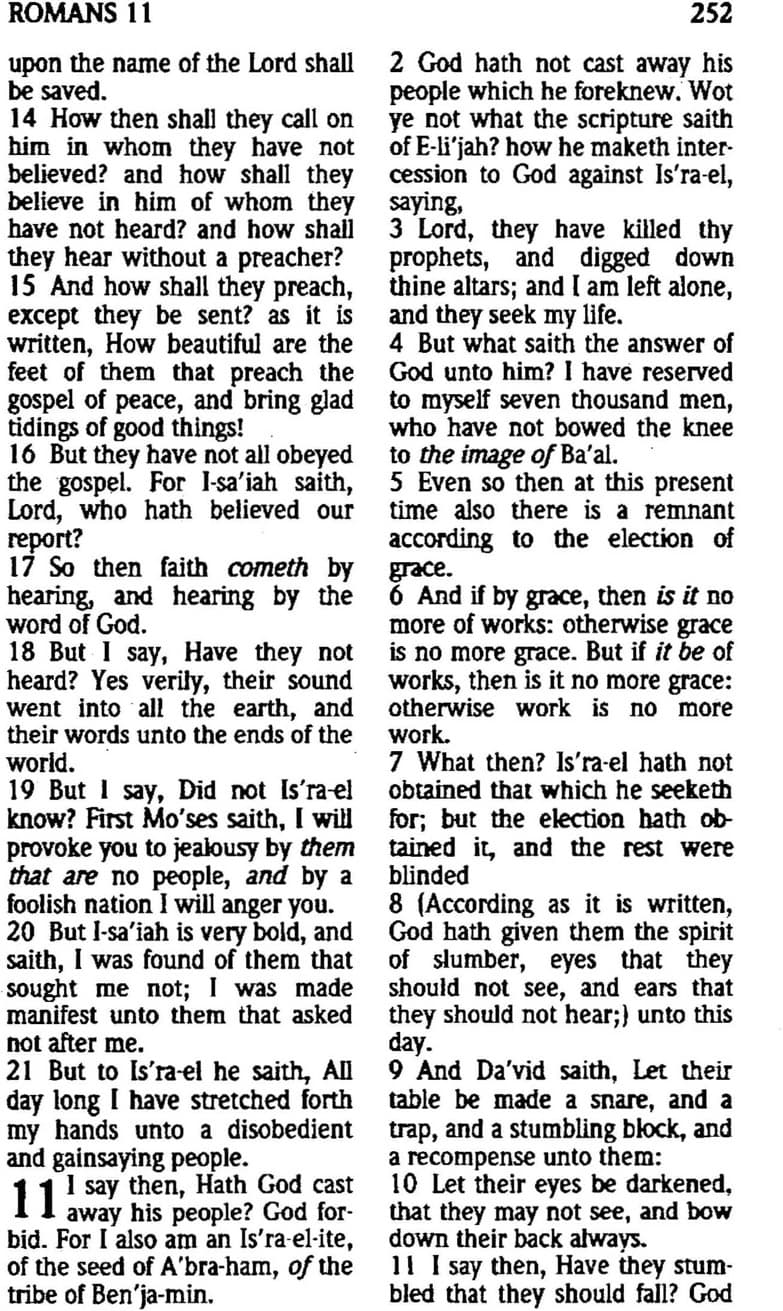 ROMANS 11
252
upon the name of the Lord shall
be saved.
14 How then shall they call on
him in whom they have not
believed? and how shall they
believe in him of whom they
have not heard? and how shall
they hear without a preacher?
15 And how shall they preach,
except they be sent? as it is
written, How beautiful are the
feet of them that preach the
gospel of peace, and bring glad
tidings of good things!
16 But they have not all obeyed
the gospel. For I-sa'iah saith,
Lord, who hath believed our
report?
17 So then faith cometh by
hearing, and hearing by the
word of God.
18 But I say, Have they not
heard? Yes verily, their sound
went into all the earth, and
their words unto the ends of the
world.
19 But I say, Did not Is'ra-el
know? First Mo'ses saith, I will
provoke you to jealousy by them
that are no people, and by a
foolish nation I will anger you.
20 But I-sa'iah is very bold, and
saith, I was found of them that
sought me not; I was made
manifest unto them that asked
not after me.
21 But to Is'ra-el he saith, All
day long I have stretched forth
my hands unto a disobedient
and gainsaying people.
11 I say then, Hath God cast
away his people? God for-
bid. For I also am an Is'ra-el-ite,
of the seed of A'bra-ham, of the
tribe of Ben'ja-min.
2 God hath not cast away his
people which he foreknew. Wot
ye not what the scripture saith
of E-li'jah? how he maketh inter-
cession to God against Is'ra-el,
saying,
3 Lord, they have killed thy
prophets, and digged down
thine altars; and I am left alone,
and they seek my life.
4 But what saith the answer of
God unto him? I have reserved
to myself seven thousand men,
who have not bowed the knee
to the image of Ba'al.
5 Even so then at this present
time also there is a remnant
according to the election of
grace.
6 And if by grace, then is it no
more of works: otherwise grace
is no more grace. But if it be of
works, then is it no more grace:
otherwise work is no more
work.
7 What then? Is'ra-el hath not
obtained that which he seeketh
for; but the election hath ob-
tained it, and the rest were
blinded
8 (According as it is written,
God hath given them the spirit
of slumber, eyes that they
should not see, and ears that
they should not hear;) unto this
day.
9 And Da'vid saith, Let their
table be made a snare, and a
trap, and a stumbling block, and
a recompense unto them:
10 Let their eyes be darkened,
that they may not see, and bow
down their back always.
11 I say then, Have they stum-
bled that they should fall? God